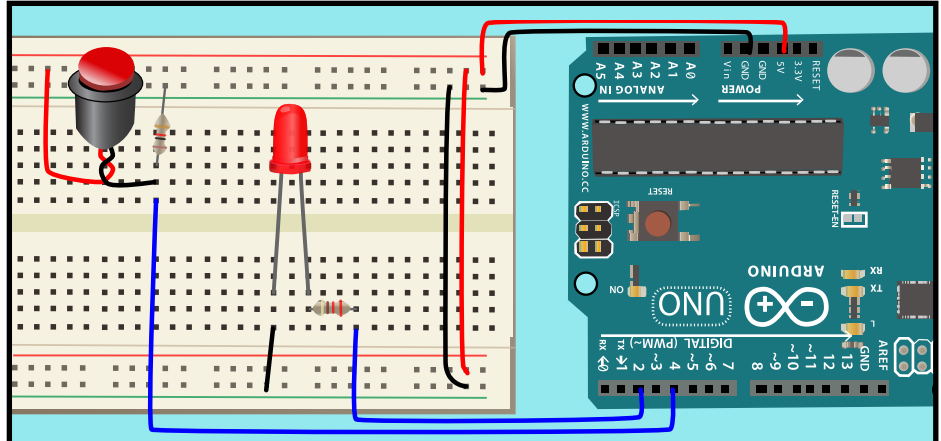 A5 A4 A3 A2 A1 A0
ANALOG IN
Vin GND GND 5V 3.3V RESET
POWER
WWW.ARDUINO.CC
RESET
ICSP
RESET-EN
ON
UNO
ARDUINO
RX
TX
L
DIGITAL (PWM~)
RX 0 TX 1 2 ~3 4 ~5 ~6 7 8 ~9 ~10 ~11 12 13 GND AREF